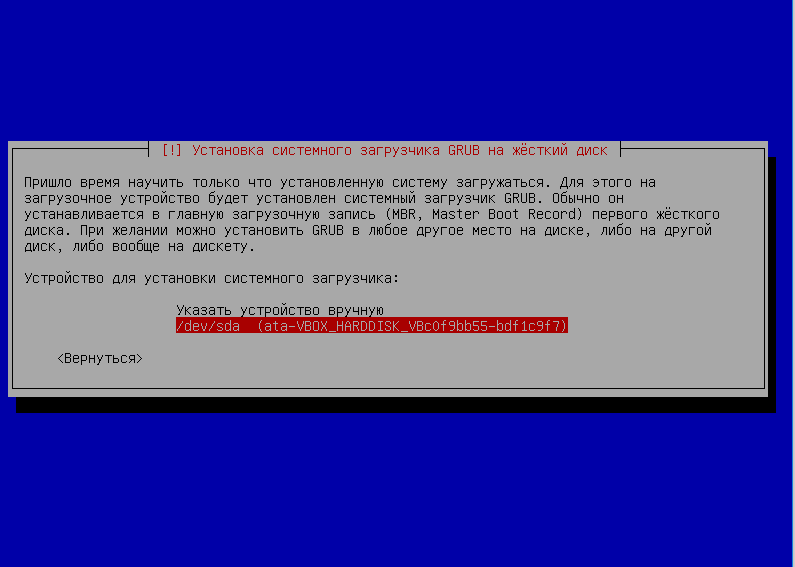 [!] Установка системного загрузчика GRUB на жёсткий диск
Пришло время научить только что установленную систему загружаться. Для этого на
загрузочное устройство будет установлен системный загрузчик GRUB. Обычно он
устанавливается в главную загрузочную запись (MBR, Master Boot Record) первого жёсткого
диска. При желании можно установить GRUB в любое другое место на диске, либо на другой
диск, либо вообще на дискету.
Устройство для установки системного загрузчика:
Указать устройство вручную
/dev/sda  (ata-VBOX_HARDDISK_VBc0f9bb55-bdf1c9f7)
<Вернуться>